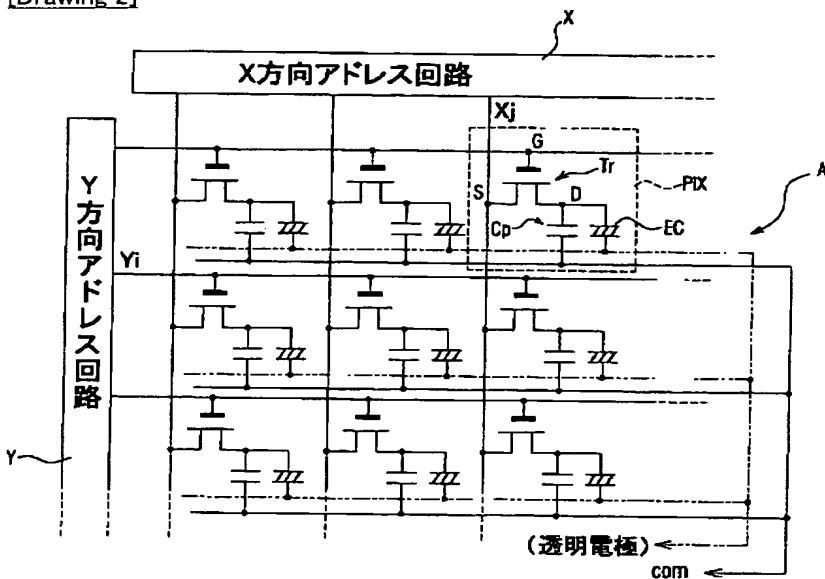 [Drawing 2]
X
X方向アドレス回路
Xj
G
Tr
A
S
D
PIX
Cp
EC
Y方向アドレス回路
Yi
Y
(透明電極)
com